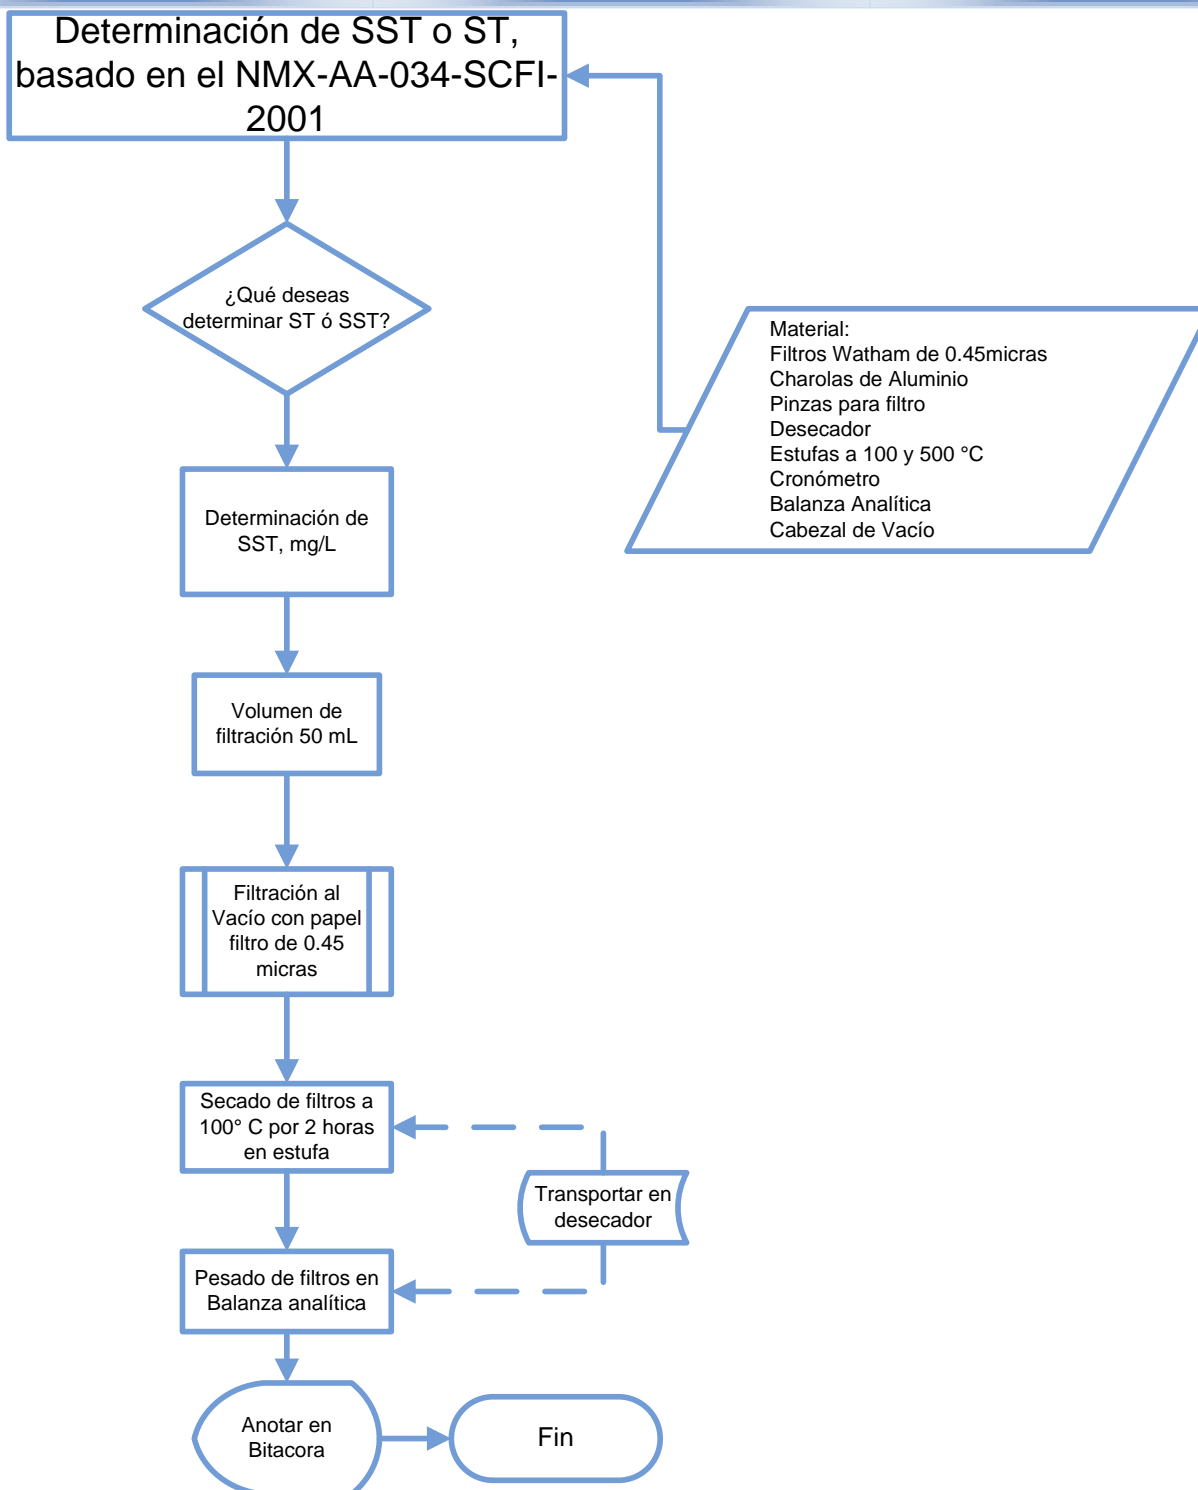 Determinación de SST o ST,
basado en el NMX-AA-034-SCFI-
2001
¿Qué deseas
determinar ST ó SST?
Material:
Filtros Watham de 0.45micras
Charolas de Aluminio
Pinzas para filtro
Desecador
Estufas a 100 y 500 °C
Cronómetro
Balanza Analítica
Cabezal de Vacío
Determinación de
SST, mg/L
Volumen de
filtración 50 mL
Filtración al
Vacío con papel
filtro de 0.45
micras
Secado de filtros a
100° C por 2 horas
en estufa
Transportar en
desecador
Pesado de filtros en
Balanza analítica
Anotar en
Bitacora
Fin